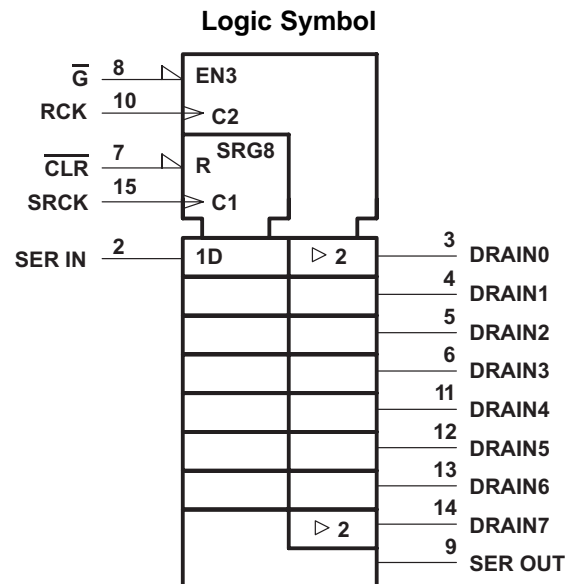 Logic Symbol
G̅ 8 EN3
RCK 10 C2
SRG8
C̅L̅R̅ 7 R
SRCK 15 C1
SER IN 2 1D ▷ 2 3 DRAIN0
4 DRAIN1
5 DRAIN2
6 DRAIN3
11 DRAIN4
12 DRAIN5
13 DRAIN6
▷ 2 14 DRAIN7
9 SER OUT